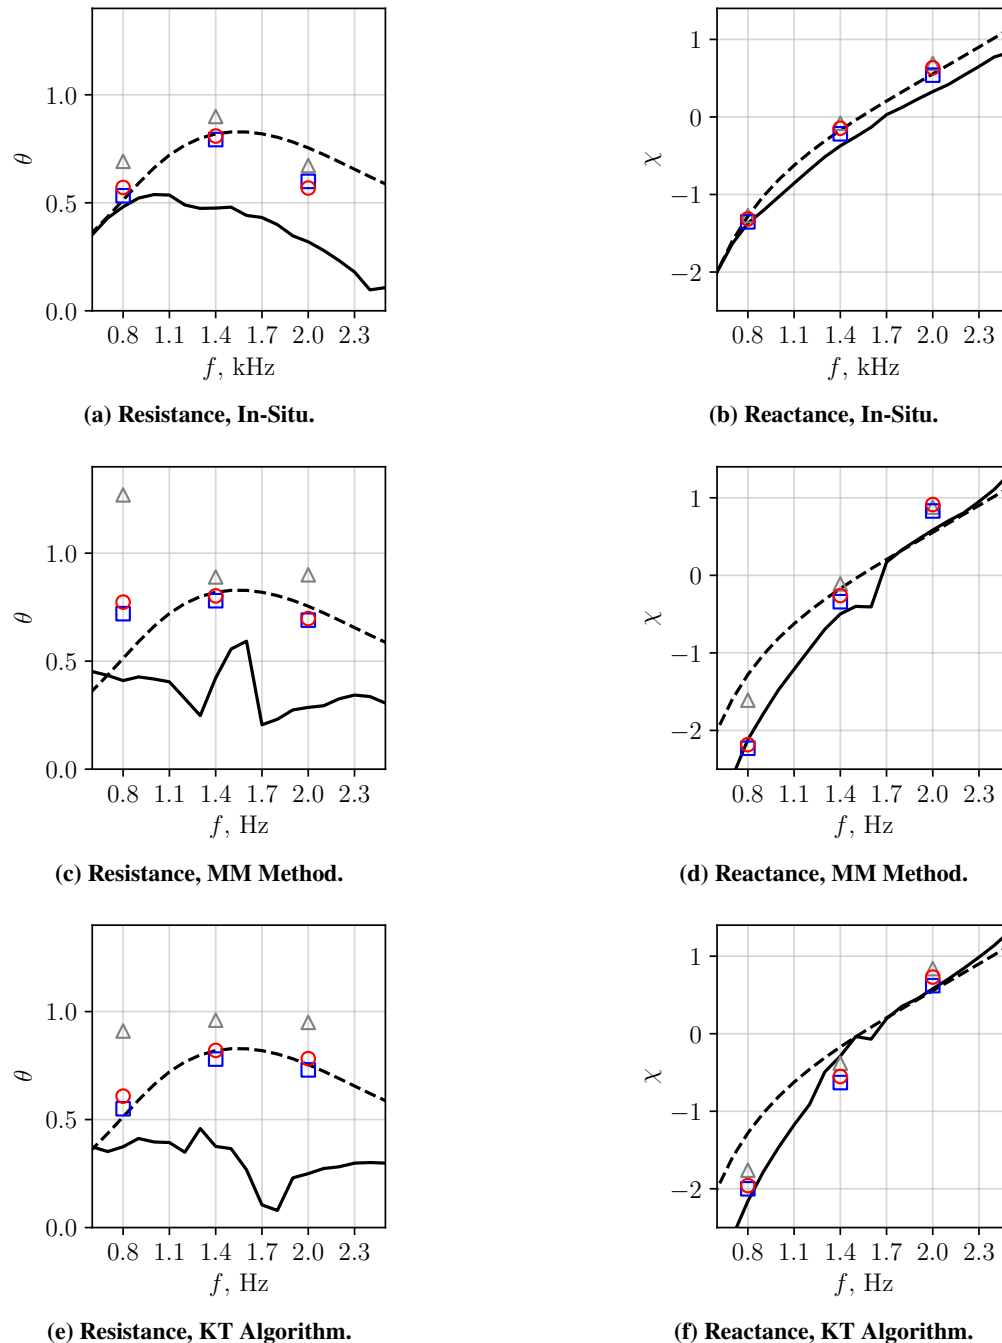 1.0
0.5
0.0
θ
0.8 1.1 1.4 1.7 2.0 2.3
f, kHz
(a) Resistance, In-Situ.
1
0
−1
−2
χ
0.8 1.1 1.4 1.7 2.0 2.3
f, kHz
(b) Reactance, In-Situ.
1.0
0.5
0.0
θ
0.8 1.1 1.4 1.7 2.0 2.3
f, Hz
(c) Resistance, MM Method.
1
0
−1
−2
χ
0.8 1.1 1.4 1.7 2.0 2.3
f, Hz
(d) Reactance, MM Method.
1.0
0.5
0.0
θ
0.8 1.1 1.4 1.7 2.0 2.3
f, Hz
(e) Resistance, KT Algorithm.
1
0
−1
−2
χ
0.8 1.1 1.4 1.7 2.0 2.3
f, Hz
(f) Reactance, KT Algorithm.